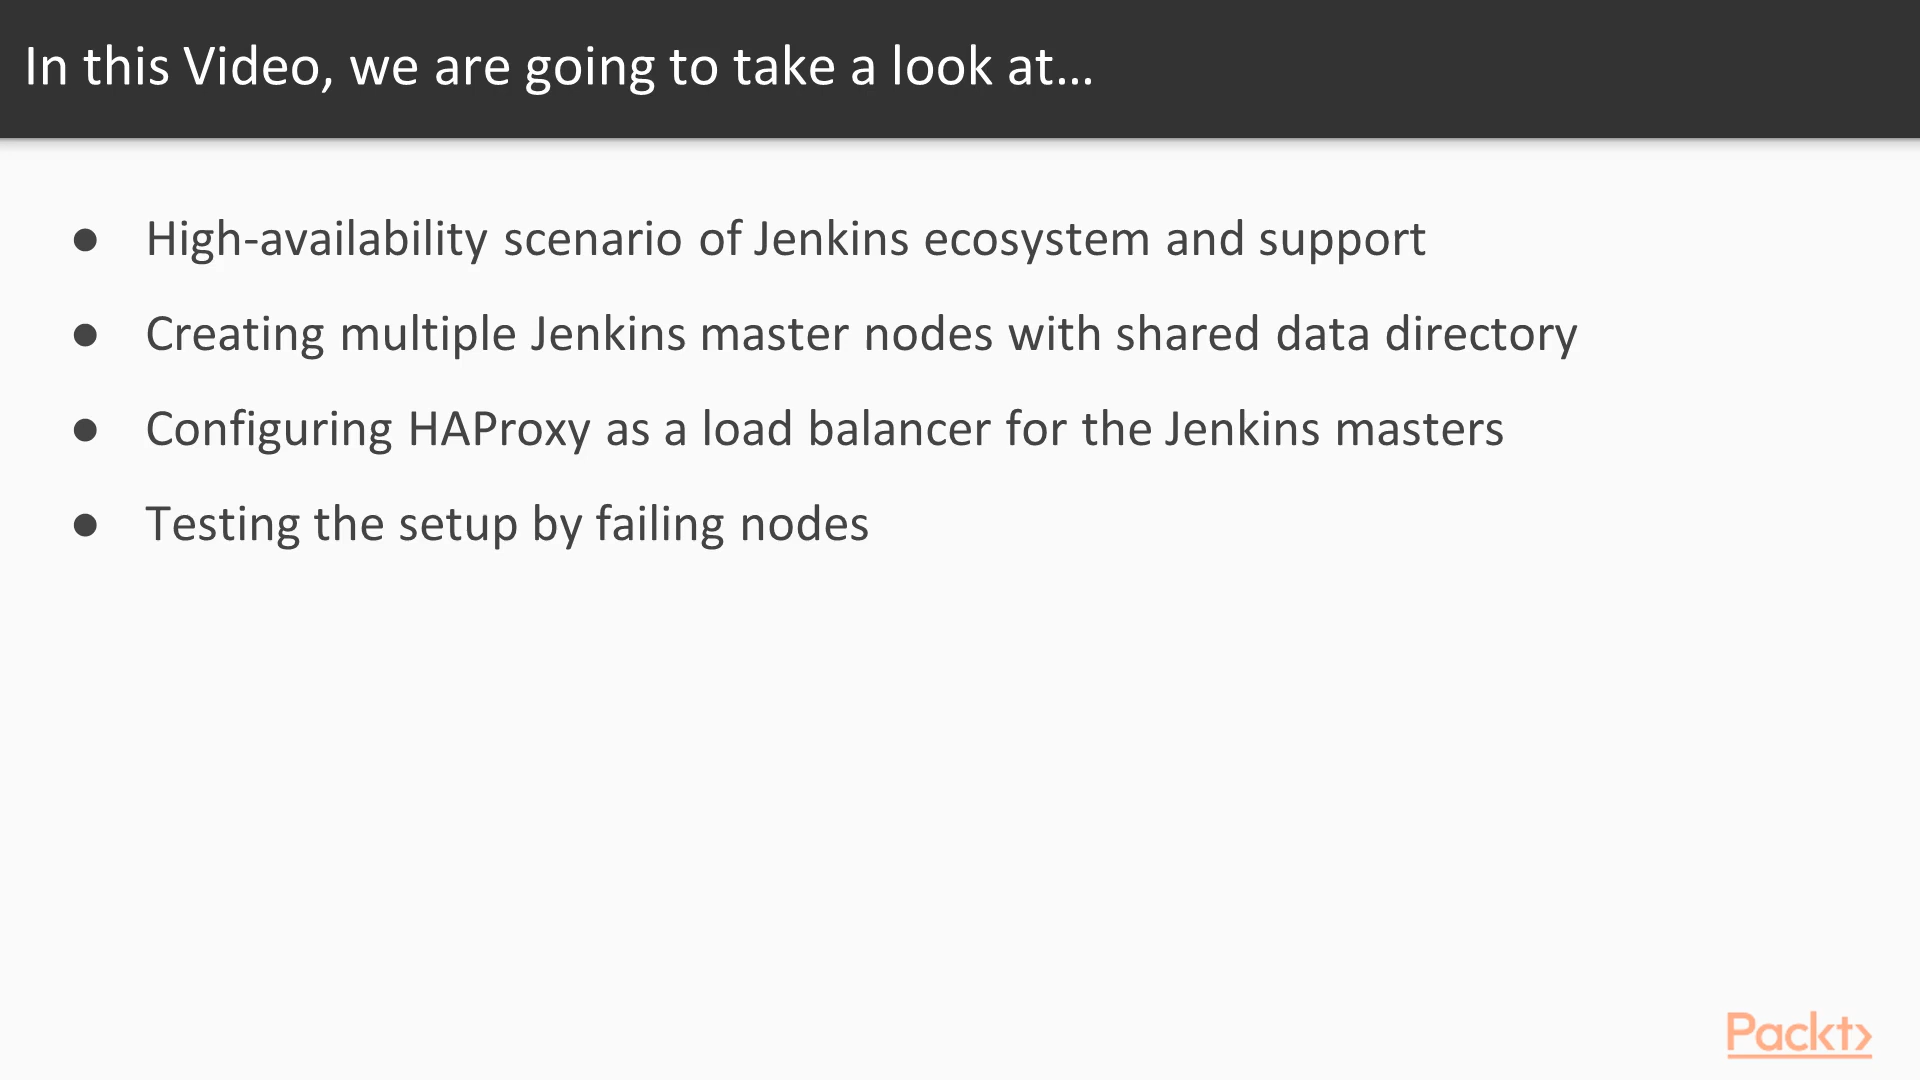 In this Video, we are going to take a look at…
● High-availability scenario of Jenkins ecosystem and support
● Creating multiple Jenkins master nodes with shared data directory
● Configuring HAProxy as a load balancer for the Jenkins masters
● Testing the setup by failing nodes
Packt>